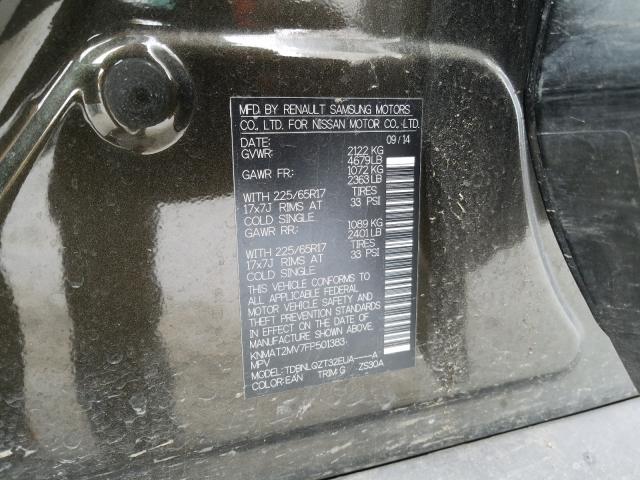 MFD. BY RENAULT SAMSUNG MOTORS
CO., LTD. FOR NISSAN MOTOR CO., LTD.
DATE: 09/14
GVWR: 2122 KG
4679LB
GAWR FR: 1072 KG
2363LB
WITH 225/65R17 TIRES
17x7J RIMS AT 33 PSI
COLD SINGLE
GAWR RR: 1089 KG
2401LB
WITH 225/65R17 TIRES
17x7J RIMS AT 33 PSI
COLD SINGLE
THIS VEHICLE CONFORMS TO
ALL APPLICABLE FEDERAL
MOTOR VEHICLE SAFETY AND
THEFT PREVENTION STANDARDS
IN EFFECT ON THE DATE OF
MANUFACTURE SHOWN ABOVE.
KNMAT2MV7FP501383
MPV
MODEL: TDBNLQZT32EUA----A
COLOR:EAN TRIM:G ZS30A